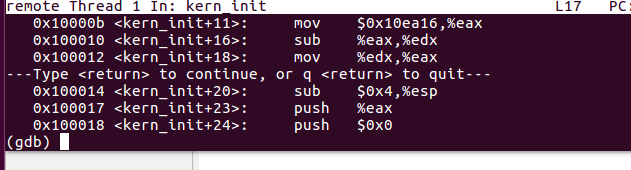 remote Thread 1 In: kern_init L17 PC:
0x10000b <kern_init+11>: mov $0x10ea16,%eax
0x100010 <kern_init+16>: sub %eax,%edx
0x100012 <kern_init+18>: mov %edx,%eax
---Type <return> to continue, or q <return> to quit---
0x100014 <kern_init+20>: sub $0x4,%esp
0x100017 <kern_init+23>: push %eax
0x100018 <kern_init+24>: push $0x0
(gdb)